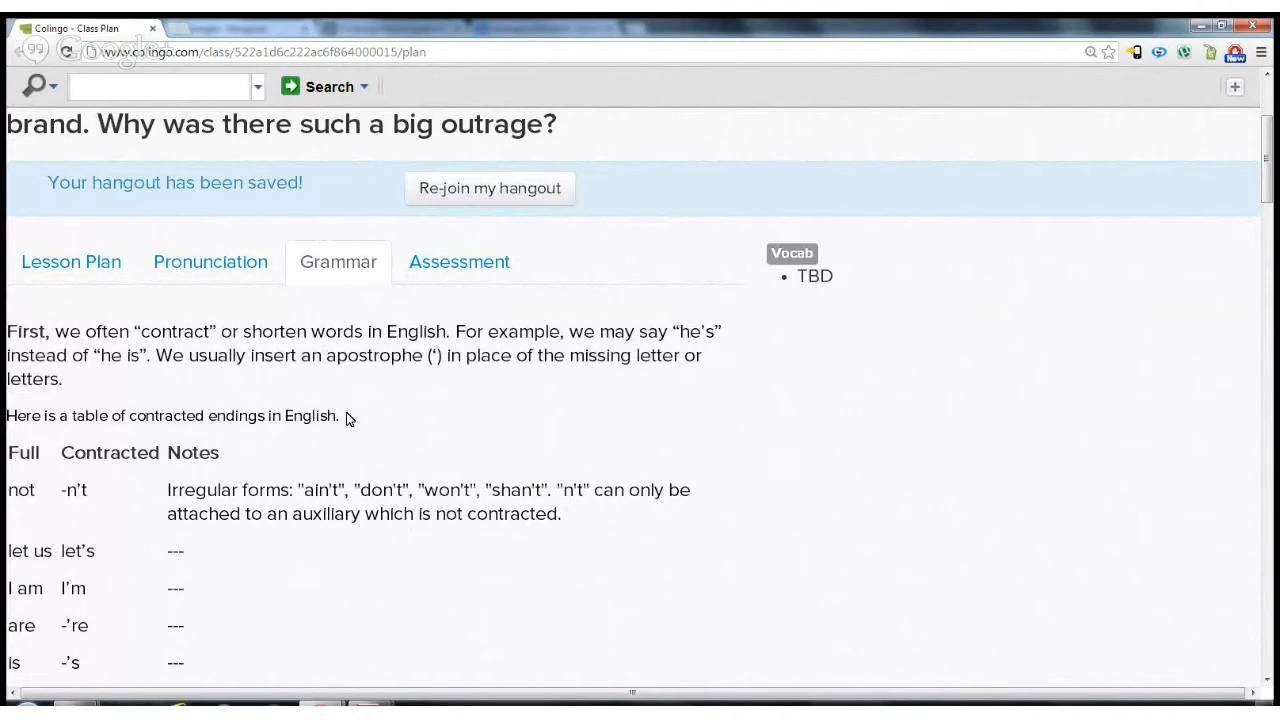 Colingo - Class Plan
Google+
www.colingo.com/class/522a1d6c222ac6f864000015/plan
New
Search
brand. Why was there such a big outrage?
Your hangout has been saved!
Re-join my hangout
Lesson Plan Pronunciation Grammar Assessment
Vocab
• TBD
First, we often “contract” or shorten words in English. For example, we may say “he’s”
instead of “he is”. We usually insert an apostrophe (‘) in place of the missing letter or
letters.
Here is a table of contracted endings in English.
Full Contracted Notes
not -n’t Irregular forms: "ain't", "don't", "won't", "shan't". "n't" can only be
attached to an auxiliary which is not contracted.
let us let’s ---
I am I’m ---
are -’re ---
is -’s ---